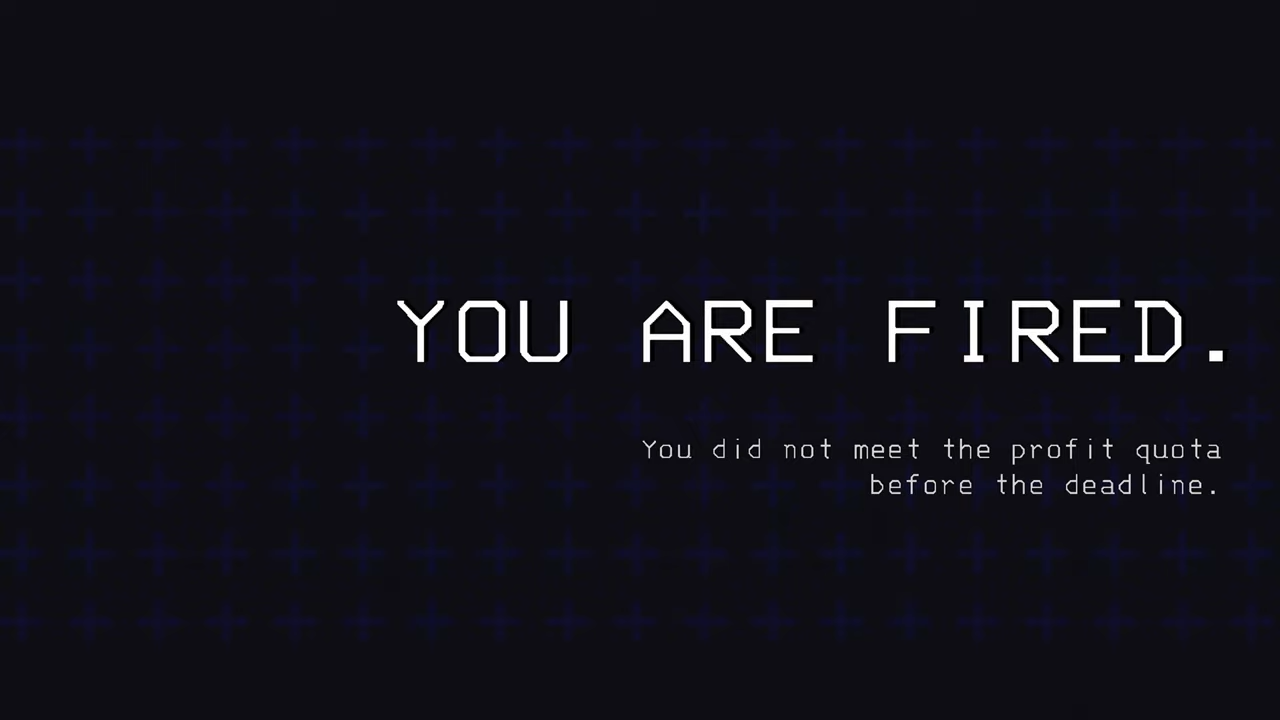 YOU ARE FIRED.
You did not meet the profit quota
before the deadline.